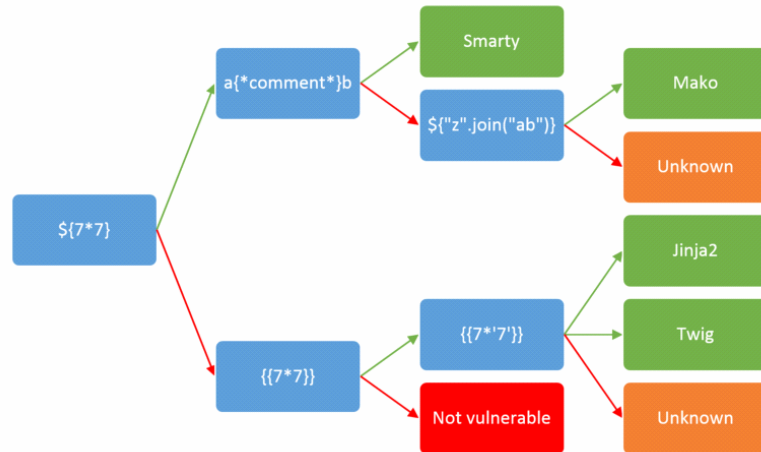 Smarty
a{*comment*}b
Mako
${"z".join("ab")}
Unknown
${7*7}
Jinja2
{{7*'7'}}
Twig
{{7*7}}
Not vulnerable
Unknown